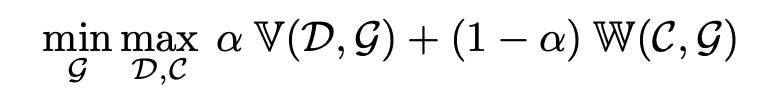 min max α 𝕍(𝒟, 𝒢) + (1 − α) 𝕎(𝒞, 𝒢)
𝒢 𝒟,𝒞